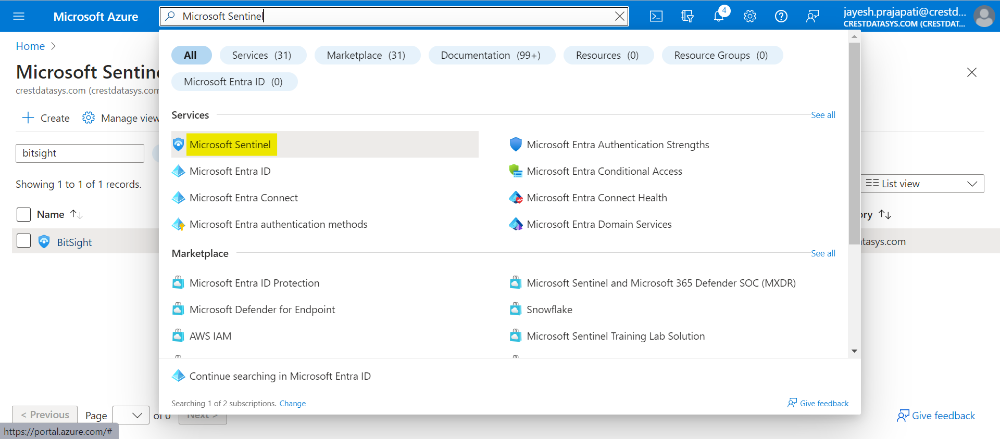 Microsoft Azure
Microsoft Sentinel
4
jayesh.prajapati@crestd...
CRESTDATASYS.COM (CRESTDAT...
Home
Microsoft Sentine
crestdatasys.com (crestdatasys.com
Create
Manage view
bitsight
Showing 1 to 1 of 1 records.
Name
BitSight
All
Services (31)
Marketplace (31)
Documentation (99+)
Resources (0)
Resource Groups (0)
Microsoft Entra ID (0)
Services
See all
Microsoft Sentinel
Microsoft Entra Authentication Strengths
Microsoft Entra ID
Microsoft Entra Conditional Access
Microsoft Entra Connect
Microsoft Entra Connect Health
Microsoft Entra authentication methods
Microsoft Entra Domain Services
Marketplace
See all
Microsoft Entra ID Protection
Microsoft Sentinel and Microsoft 365 Defender SOC (MXDR)
Microsoft Defender for Endpoint
Snowflake
AWS IAM
Microsoft Sentinel Training Lab Solution
Continue searching in Microsoft Entra ID
Searching 1 of 2 subscriptions. Change
Give feedback
List view
ory
tasys.com
< Previous
Page
of 0
Next >
Give feedback
https://portal.azure.com/#